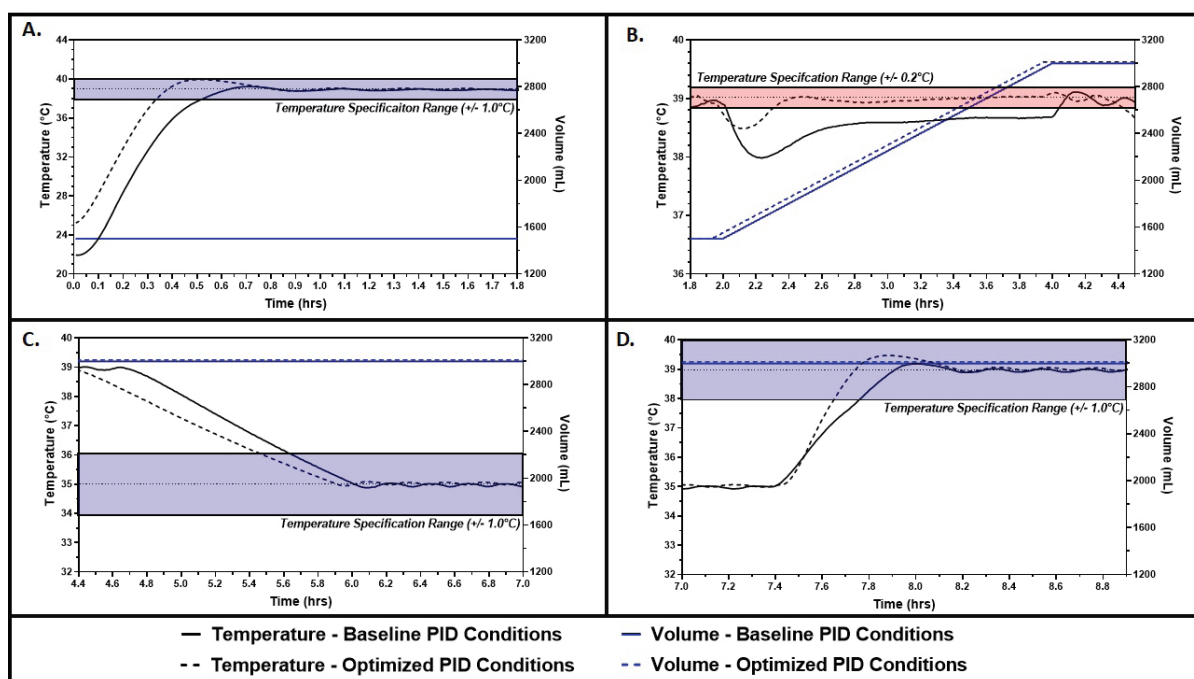 A.
Temperature (°C)
44
40
36
32
28
24
20
Temperature Specificaiton Range (+/- 1.0°C)
3200
2800
2400
2000
1600
1200
Volume (mL)
0.0 0.1 0.2 0.3 0.4 0.5 0.6 0.7 0.8 0.9 1.0 1.1 1.2 1.3 1.4 1.5 1.6 1.7 1.8
Time (hrs)
B.
Temperature (°C)
40
39
38
37
36
Temperature Specifcation Range (+/- 0.2°C)
3200
2800
2400
2000
1600
1200
Volume (mL)
1.8 2.0 2.2 2.4 2.6 2.8 3.0 3.2 3.4 3.6 3.8 4.0 4.2 4.4
Time (hrs)
C.
Temperature (°C)
40
39
38
37
36
35
34
33
32
Temperature Specification Range (+/- 1.0°C)
3200
2800
2400
2000
1600
1200
Volume (mL)
4.4 4.6 4.8 5.0 5.2 5.4 5.6 5.8 6.0 6.2 6.4 6.6 6.8 7.0
Time (hrs)
D.
Temperature (°C)
40
39
38
37
36
35
34
33
32
Temperature Specification Range (+/- 1.0°C)
3200
2800
2400
2000
1600
1200
Volume (mL)
7.0 7.2 7.4 7.6 7.8 8.0 8.2 8.4 8.6 8.8
Time (hrs)
Temperature - Baseline PID Conditions
Volume - Baseline PID Conditions
Temperature - Optimized PID Conditions
Volume - Optimized PID Conditions